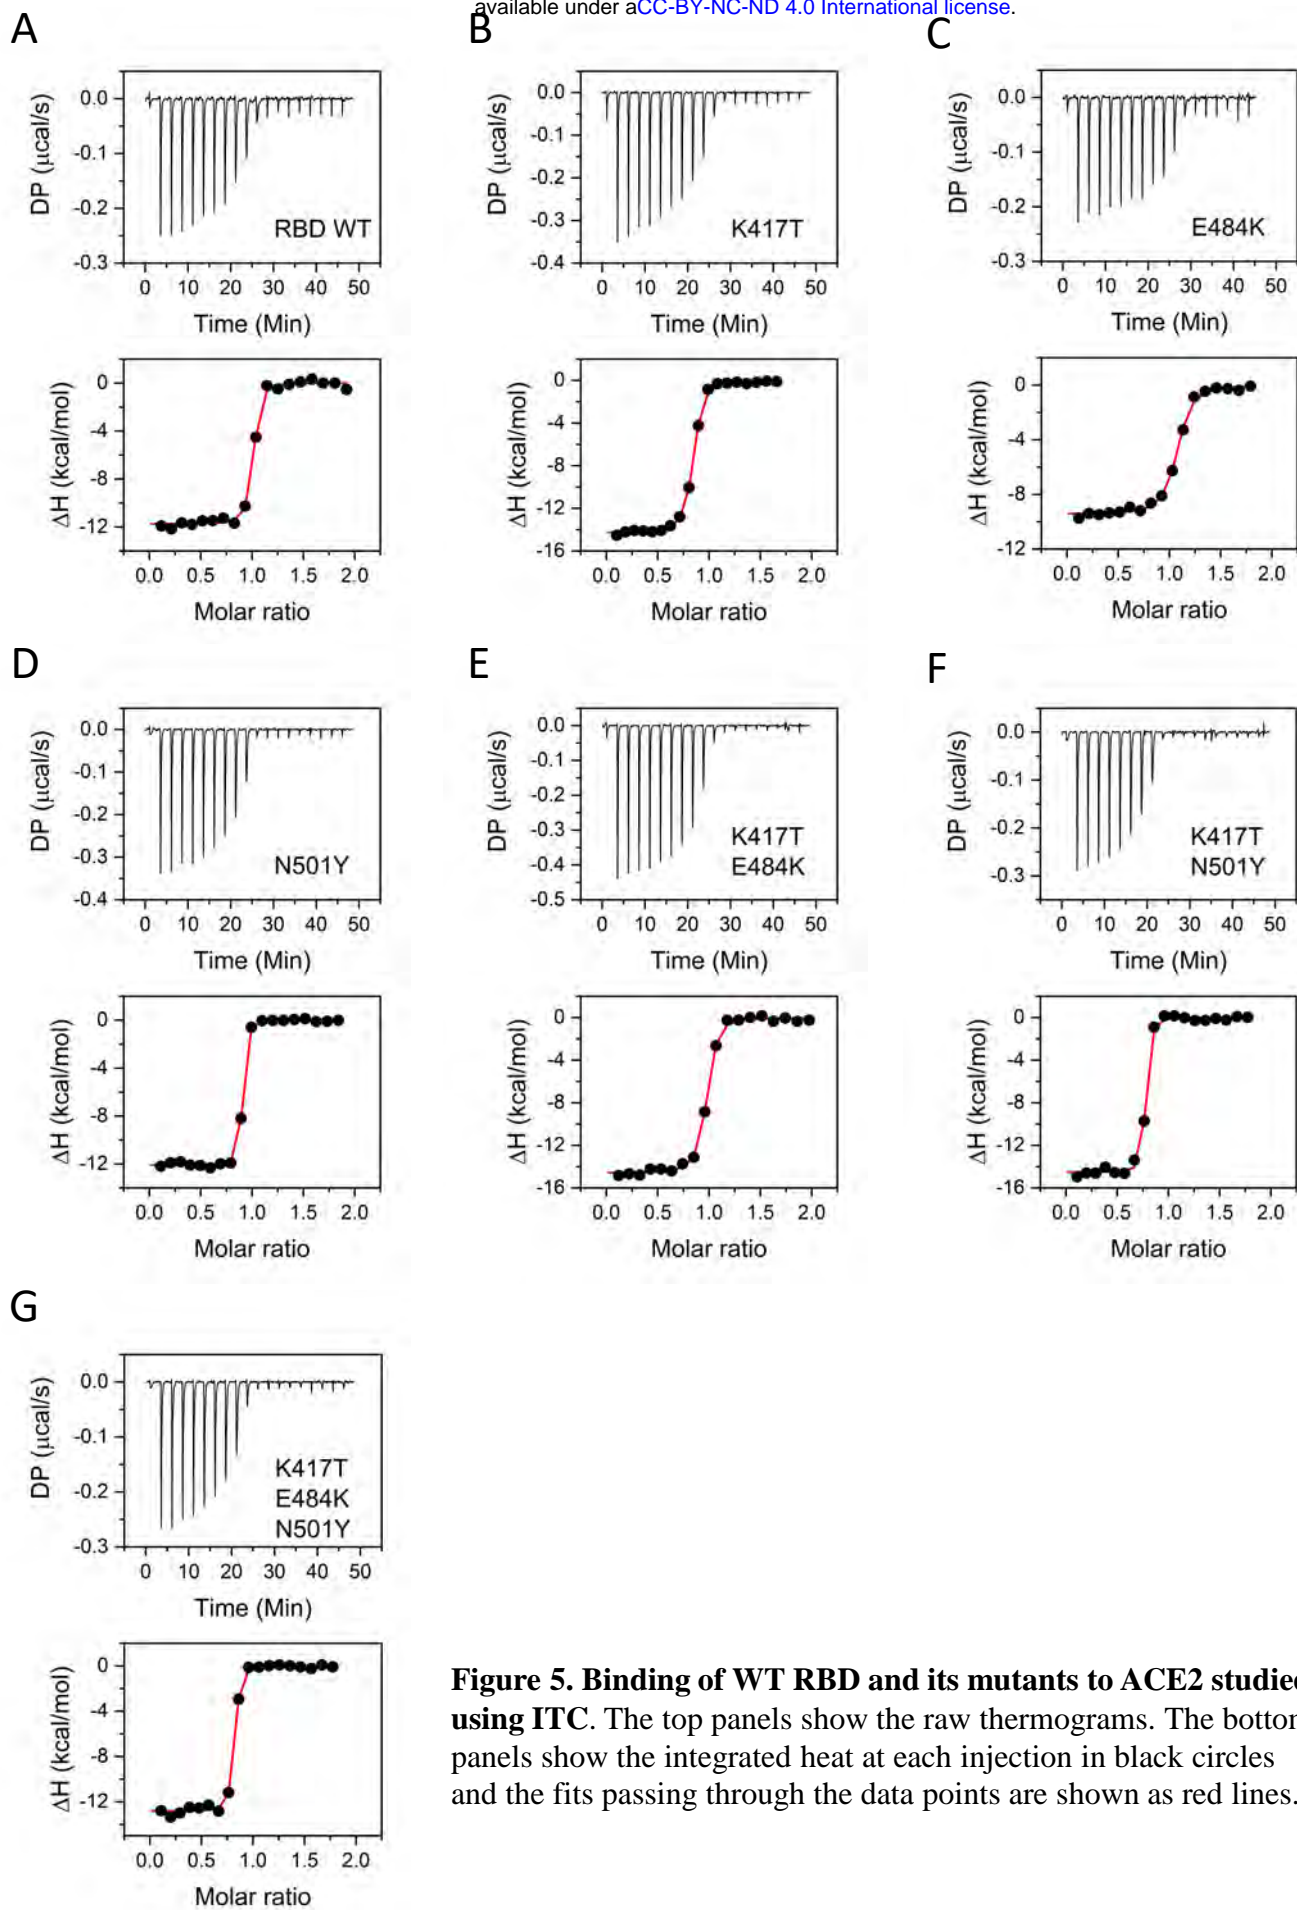 available under aCC-BY-NC-ND 4.0 International license.
A
B
C
DP (μcal/s)
0.0
-0.1
-0.2
-0.3
RBD WT
0 10 20 30 40 50
Time (Min)
DP (μcal/s)
0.0
-0.1
-0.2
-0.3
-0.4
K417T
0 10 20 30 40 50
Time (Min)
DP (μcal/s)
0.0
-0.1
-0.2
-0.3
E484K
0 10 20 30 40 50
Time (Min)
ΔH (kcal/mol)
0
-4
-8
-12
0.0 0.5 1.0 1.5 2.0
Molar ratio
ΔH (kcal/mol)
0
-4
-8
-12
-16
0.0 0.5 1.0 1.5 2.0
Molar ratio
ΔH (kcal/mol)
0
-4
-8
-12
0.0 0.5 1.0 1.5 2.0
Molar ratio
D
E
F
DP (μcal/s)
0.0
-0.1
-0.2
-0.3
-0.4
N501Y
0 10 20 30 40 50
Time (Min)
DP (μcal/s)
0.0
-0.1
-0.2
-0.3
-0.4
-0.5
K417T
E484K
0 10 20 30 40 50
Time (Min)
DP (μcal/s)
0.0
-0.1
-0.2
-0.3
K417T
N501Y
0 10 20 30 40 50
Time (Min)
ΔH (kcal/mol)
0
-4
-8
-12
0.0 0.5 1.0 1.5 2.0
Molar ratio
ΔH (kcal/mol)
0
-4
-8
-12
-16
0.0 0.5 1.0 1.5 2.0
Molar ratio
ΔH (kcal/mol)
0
-4
-8
-12
-16
0.0 0.5 1.0 1.5 2.0
Molar ratio
G
DP (μcal/s)
0.0
-0.1
-0.2
-0.3
K417T
E484K
N501Y
0 10 20 30 40 50
Time (Min)
ΔH (kcal/mol)
0
-4
-8
-12
0.0 0.5 1.0 1.5 2.0
Molar ratio
Figure 5. Binding of WT RBD and its mutants to ACE2 studied
using ITC. The top panels show the raw thermograms. The bottom
panels show the integrated heat at each injection in black circles
and the fits passing through the data points are shown as red lines.